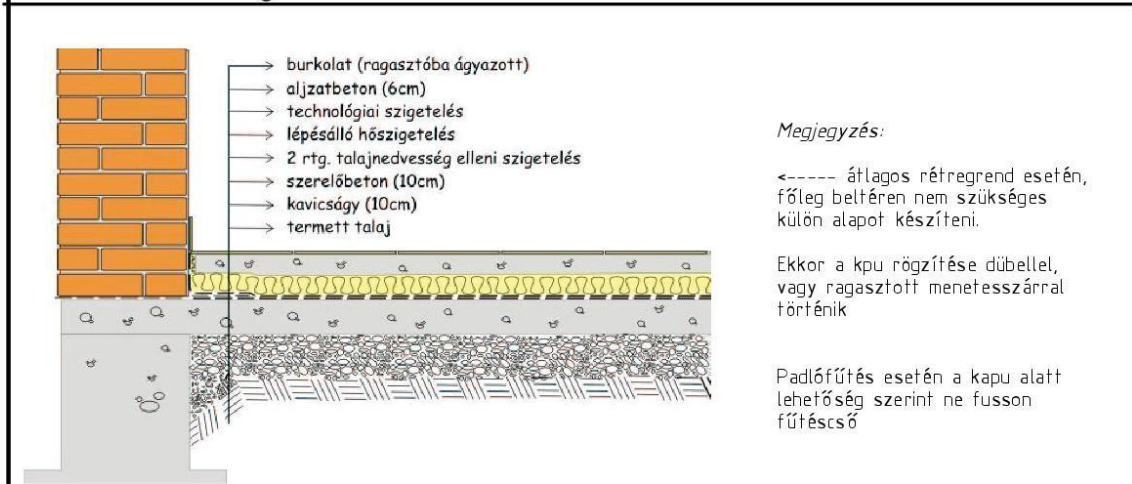 burkolat (ragasztóba ágyazott)
aljzatbeton (6cm)
technológiai szigetelés
lépésálló hőszigetelés
2 rtg. talajnedvesség elleni szigetelés
szerelőbeton (10cm)
kavicságy (10cm)
termett talaj
Megjegyzés:
<----- átlagos rétregrend esetén,
főleg beltéren nem szükséges
külön alapot készíteni.
Ekkor a kpu rögzítése dübellel,
vagy ragasztott menetesszárral
történik
Padlófűtés esetén a kapu alatt
lehetőség szerint ne fusson
fűtéscső